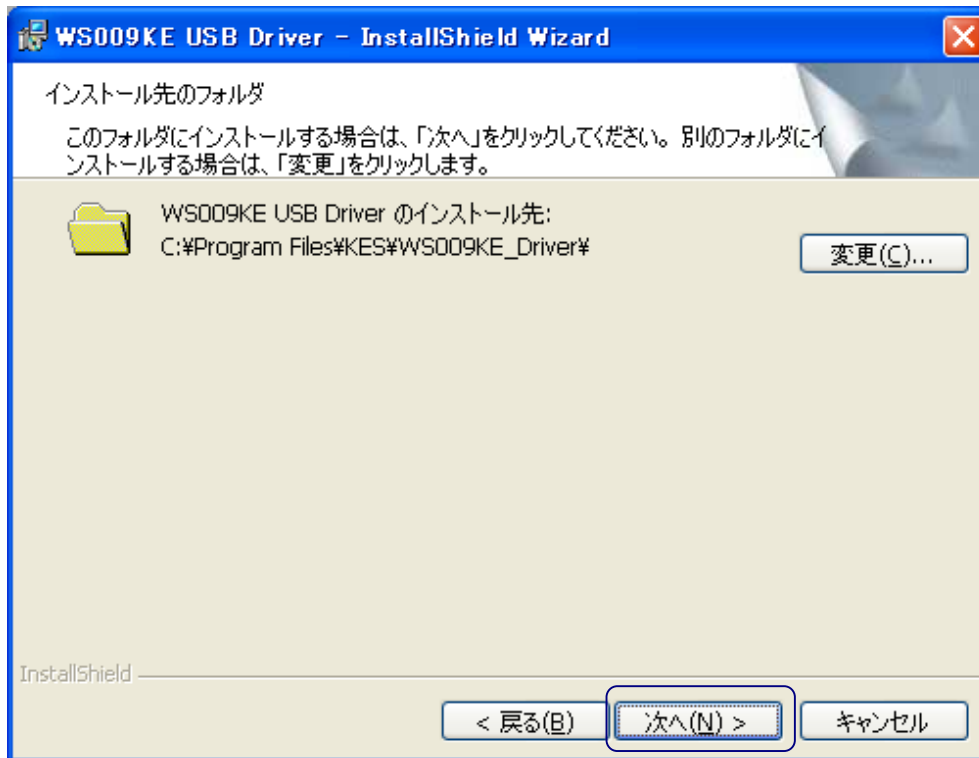 WS009KE USB Driver - InstallShield Wizard
インストール先のフォルダ
このフォルダにインストールする場合は、「次へ」をクリックしてください。別のフォルダにイ
ンストールする場合は、「変更」をクリックします。
WS009KE USB Driver のインストール先:
C:¥Program Files¥KES¥WS009KE_Driver¥
変更(C)...
InstallShield
< 戻る(B)
次へ(N) >
キャンセル